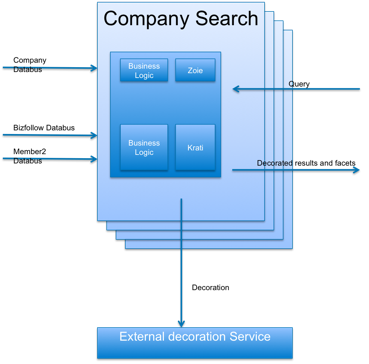 Company Search
Company
Databus
Business
Logic
Zoie
Query
Bizfollow Databus
Member2
Databus
Business
Logic
Krati
Decorated results and facets
Decoration
External decoration Service